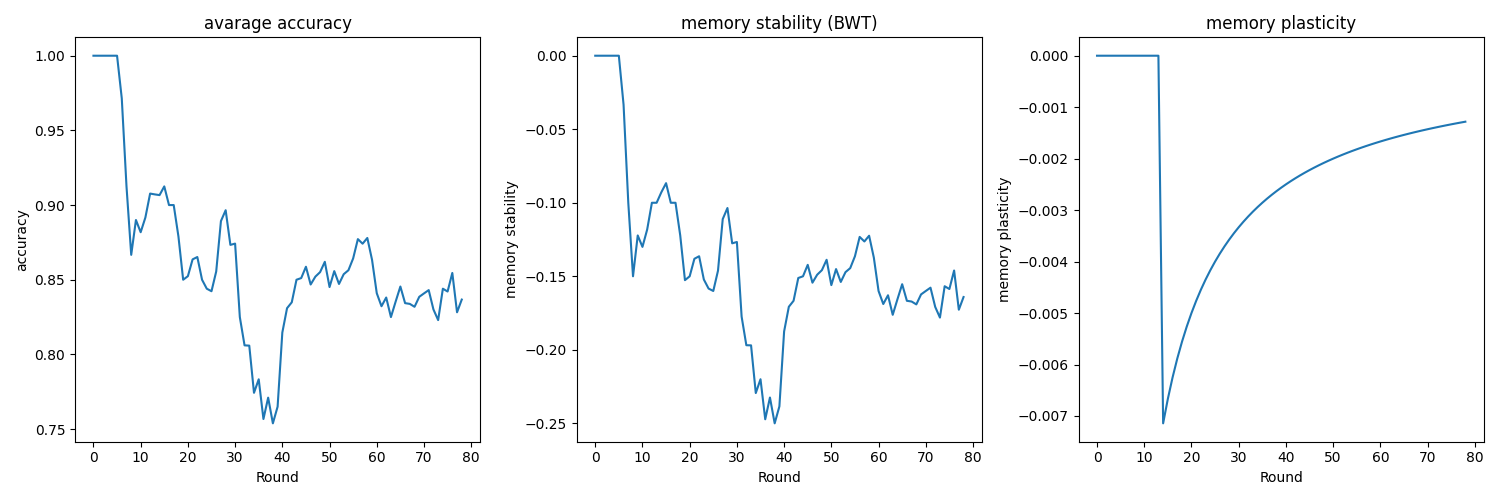 avarage accuracy
accuracy
1.00
0.95
0.90
0.85
0.80
0.75
0 10 20 30 40 50 60 70 80
Round
memory stability (BWT)
memory stability
0.00
−0.05
−0.10
−0.15
−0.20
−0.25
0 10 20 30 40 50 60 70 80
Round
memory plasticity
memory plasticity
0.000
−0.001
−0.002
−0.003
−0.004
−0.005
−0.006
−0.007
0 10 20 30 40 50 60 70 80
Round